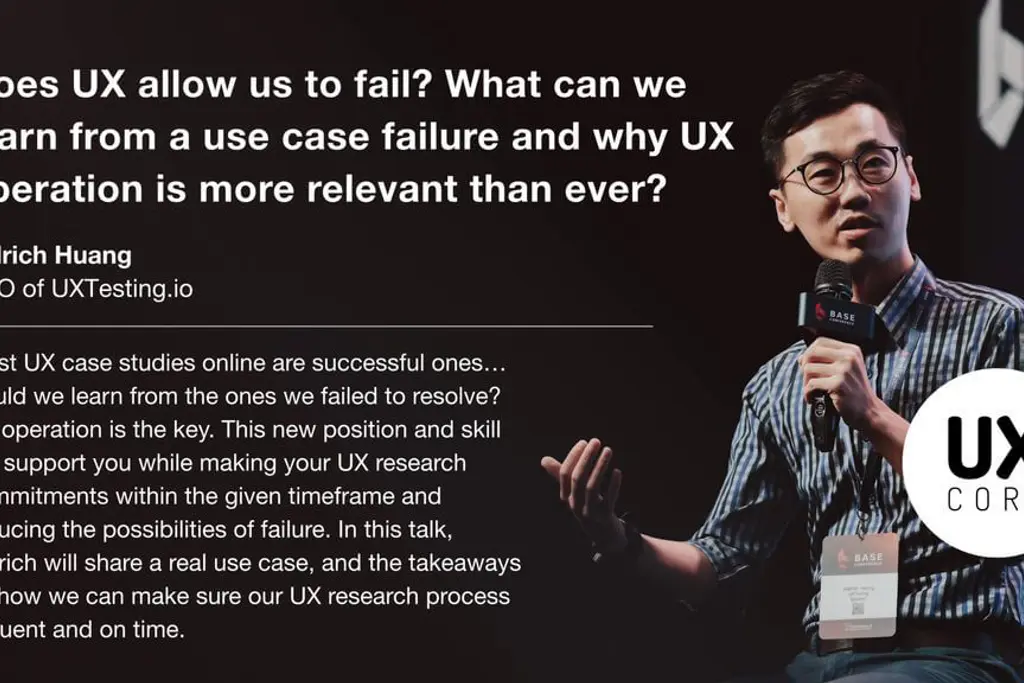 oes UX allow us to fail? What can we
arn from a use case failure and why UX
peration is more relevant than ever?
rich Huang
O of UXTesting.io
st UX case studies online are successful ones…
uld we learn from the ones we failed to resolve?
operation is the key. This new position and skill
support you while making your UX research
mmitments within the given timeframe and
ucing the possibilities of failure. In this talk,
rich will share a real use case, and the takeaways
how we can make sure our UX research process
uent and on time.
BASE
CONFERENCE
UX
COR
BASE
CONFERENCE